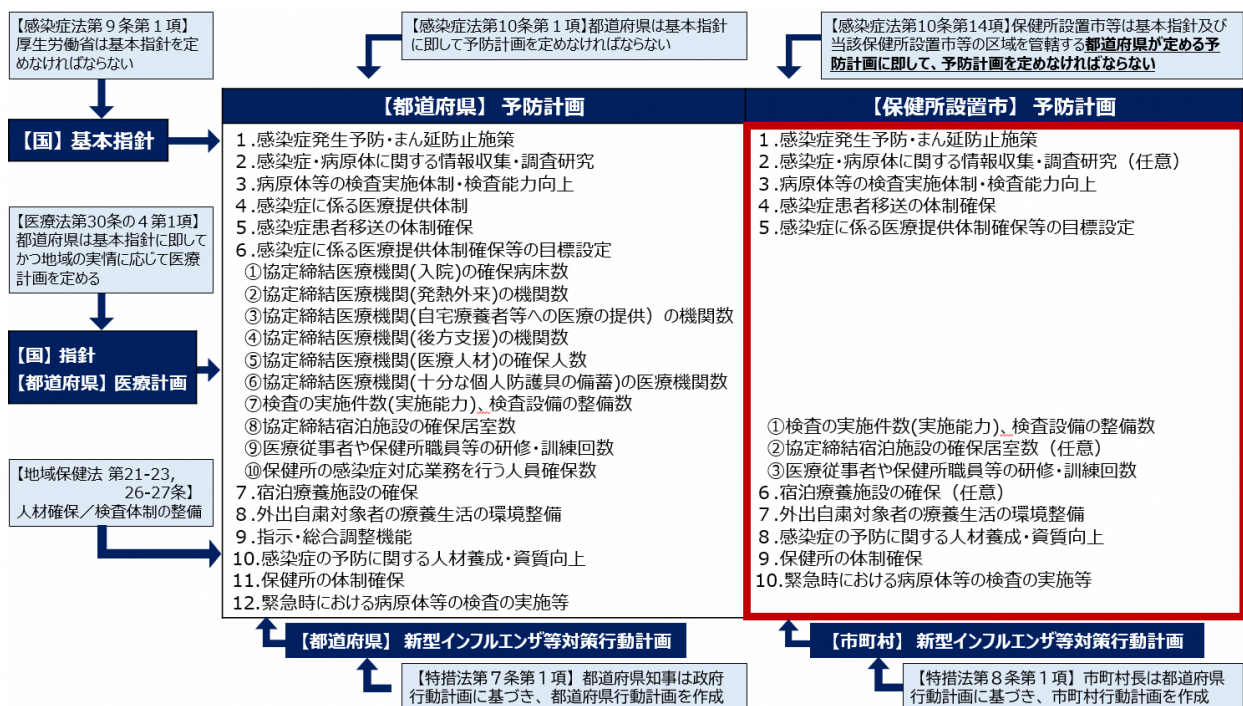 【感染症法第９条第１項】
厚生労働省は基本指針を定
めなければならない
【感染症法第10条第１項】都道府県は基本指針
に即して予防計画を定めなければならない
【感染症法第10条第14項】保健所設置市等は基本指針及び
当該保健所設置市等の区域を管轄する都道府県が定める予
防計画に即して、予防計画を定めなければならない
【国】基本指針
【医療法第30条の４第1項】
都道府県は基本指針に即して
かつ地域の実情に応じて医療
計画を定める
【国】指針
【都道府県】医療計画
【地域保健法 第21-23,
26-27条】
人材確保／検査体制の整備
【都道府県】 予防計画
1.感染症発生予防・まん延防止施策
2.感染症・病原体に関する情報収集・調査研究
3.病原体等の検査実施体制・検査能力向上
4.感染症に係る医療提供体制
5.感染症患者移送の体制確保
6.感染症に係る医療提供体制確保等の目標設定
①協定締結医療機関(入院)の確保病床数
②協定締結医療機関(発熱外来)の機関数
③協定締結医療機関(自宅療養者等への医療の提供）の機関数
④協定締結医療機関(後方支援)の機関数
⑤協定締結医療機関(医療人材)の確保人数
⑥協定締結医療機関(十分な個人防護具の備蓄)の医療機関数
⑦検査の実施件数(実施能力)、検査設備の整備数
⑧協定締結宿泊施設の確保居室数
⑨医療従事者や保健所職員等の研修・訓練回数
⑩保健所の感染症対応業務を行う人員確保数
7.宿泊療養施設の確保
8.外出自粛対象者の療養生活の環境整備
9.指示・総合調整機能
10.感染症の予防に関する人材養成・資質向上
11.保健所の体制確保
12.緊急時における病原体等の検査の実施等
【保健所設置市】 予防計画
1.感染症発生予防・まん延防止施策
2.感染症・病原体に関する情報収集・調査研究（任意）
3.病原体等の検査実施体制・検査能力向上
4.感染症患者移送の体制確保
5.感染症に係る医療提供体制確保等の目標設定
①検査の実施件数(実施能力)、検査設備の整備数
②協定締結宿泊施設の確保居室数（任意）
③医療従事者や保健所職員等の研修・訓練回数
6.宿泊療養施設の確保（任意）
7.外出自粛対象者の療養生活の環境整備
8.感染症の予防に関する人材養成・資質向上
9.保健所の体制確保
10.緊急時における病原体等の検査の実施等
【都道府県】 新型インフルエンザ等対策行動計画
【特措法第７条第１項】 都道府県知事は政府
行動計画に基づき、都道府県行動計画を作成
【市町村】 新型インフルエンザ等対策行動計画
【特措法第８条第１項】 市町村長は都道府県
行動計画に基づき、市町村行動計画を作成